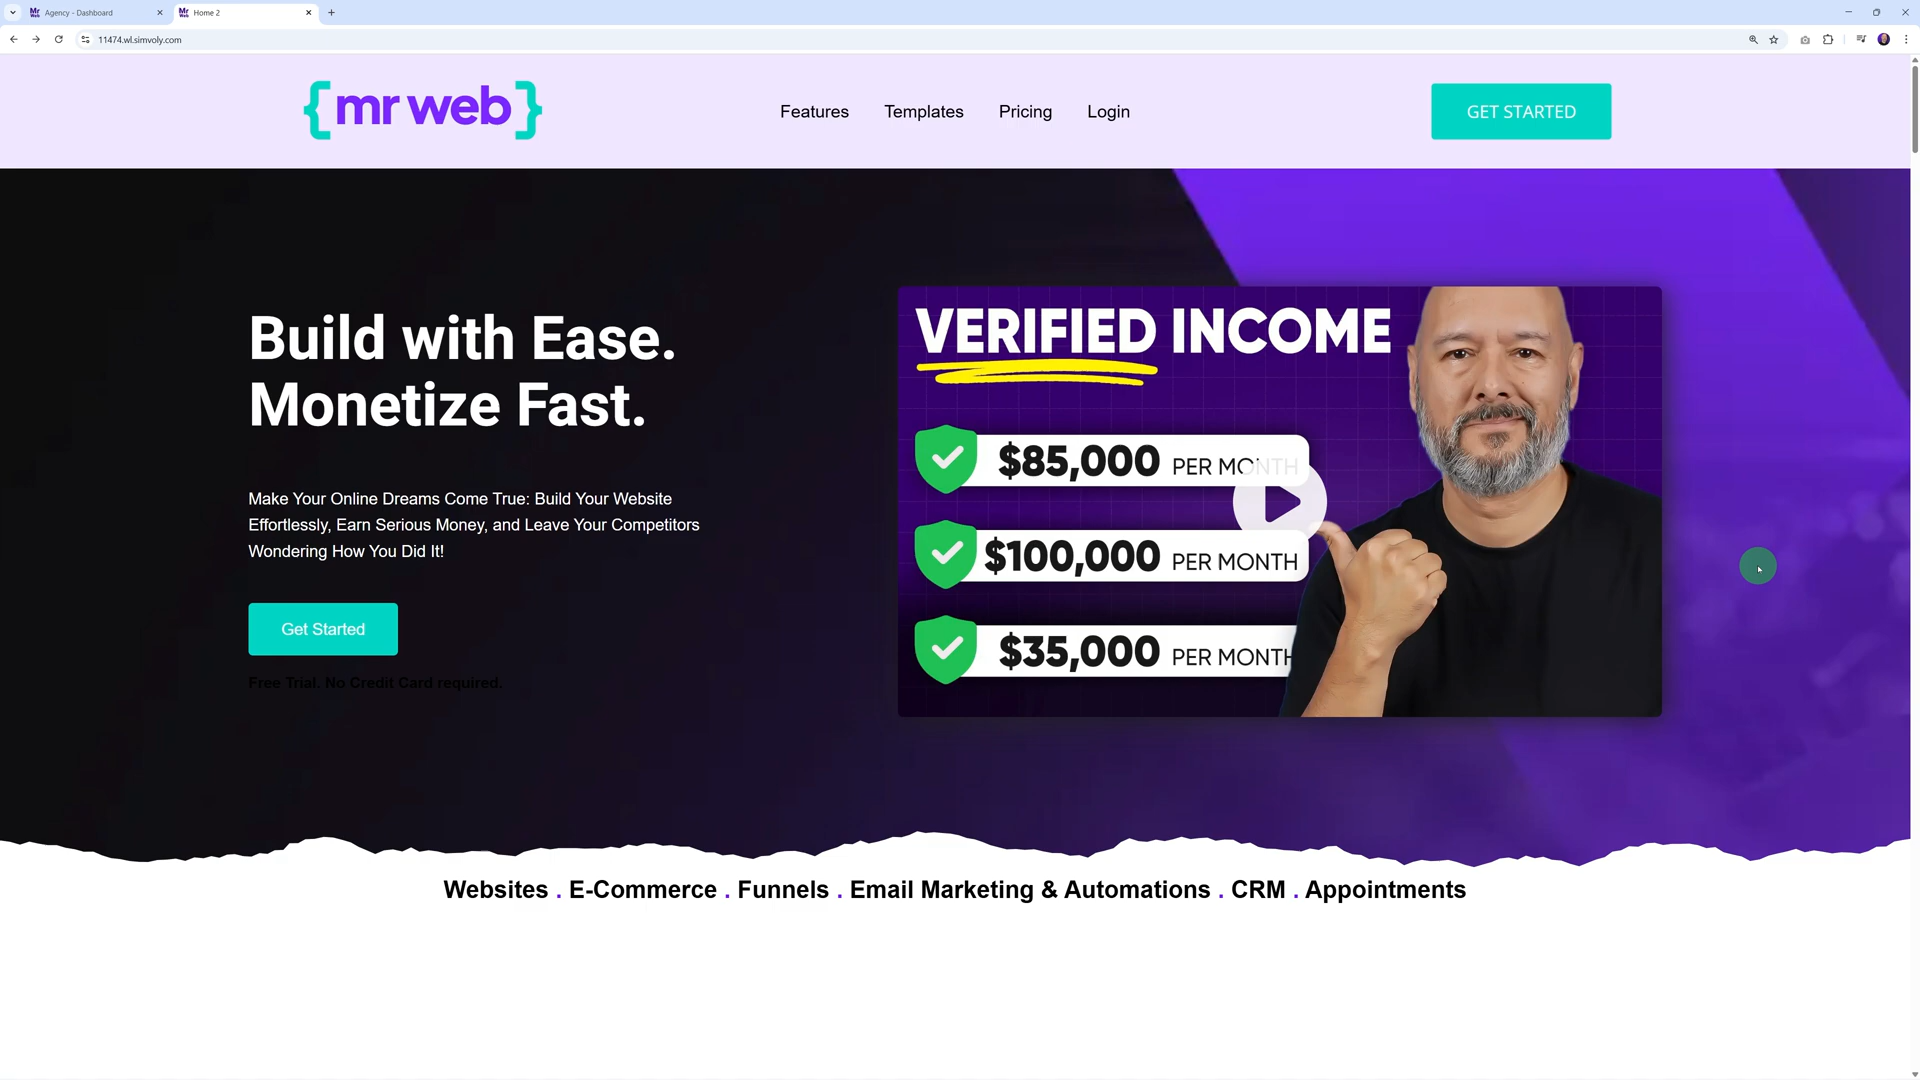 Agency - Dashboard
Home 2
11474.wl.simvoly.com
{mr web}
Features
Templates
Pricing
Login
GET STARTED
Build with Ease.
Monetize Fast.
Make Your Online Dreams Come True: Build Your Website
Effortlessly, Earn Serious Money, and Leave Your Competitors
Wondering How You Did It!
Get Started
Free Trial. No Credit Card required.
VERIFIED INCOME
$85,000 PER MONTH
$100,000 PER MONTH
$35,000 PER MONTH
Websites . E-Commerce . Funnels . Email Marketing & Automations . CRM . Appointments